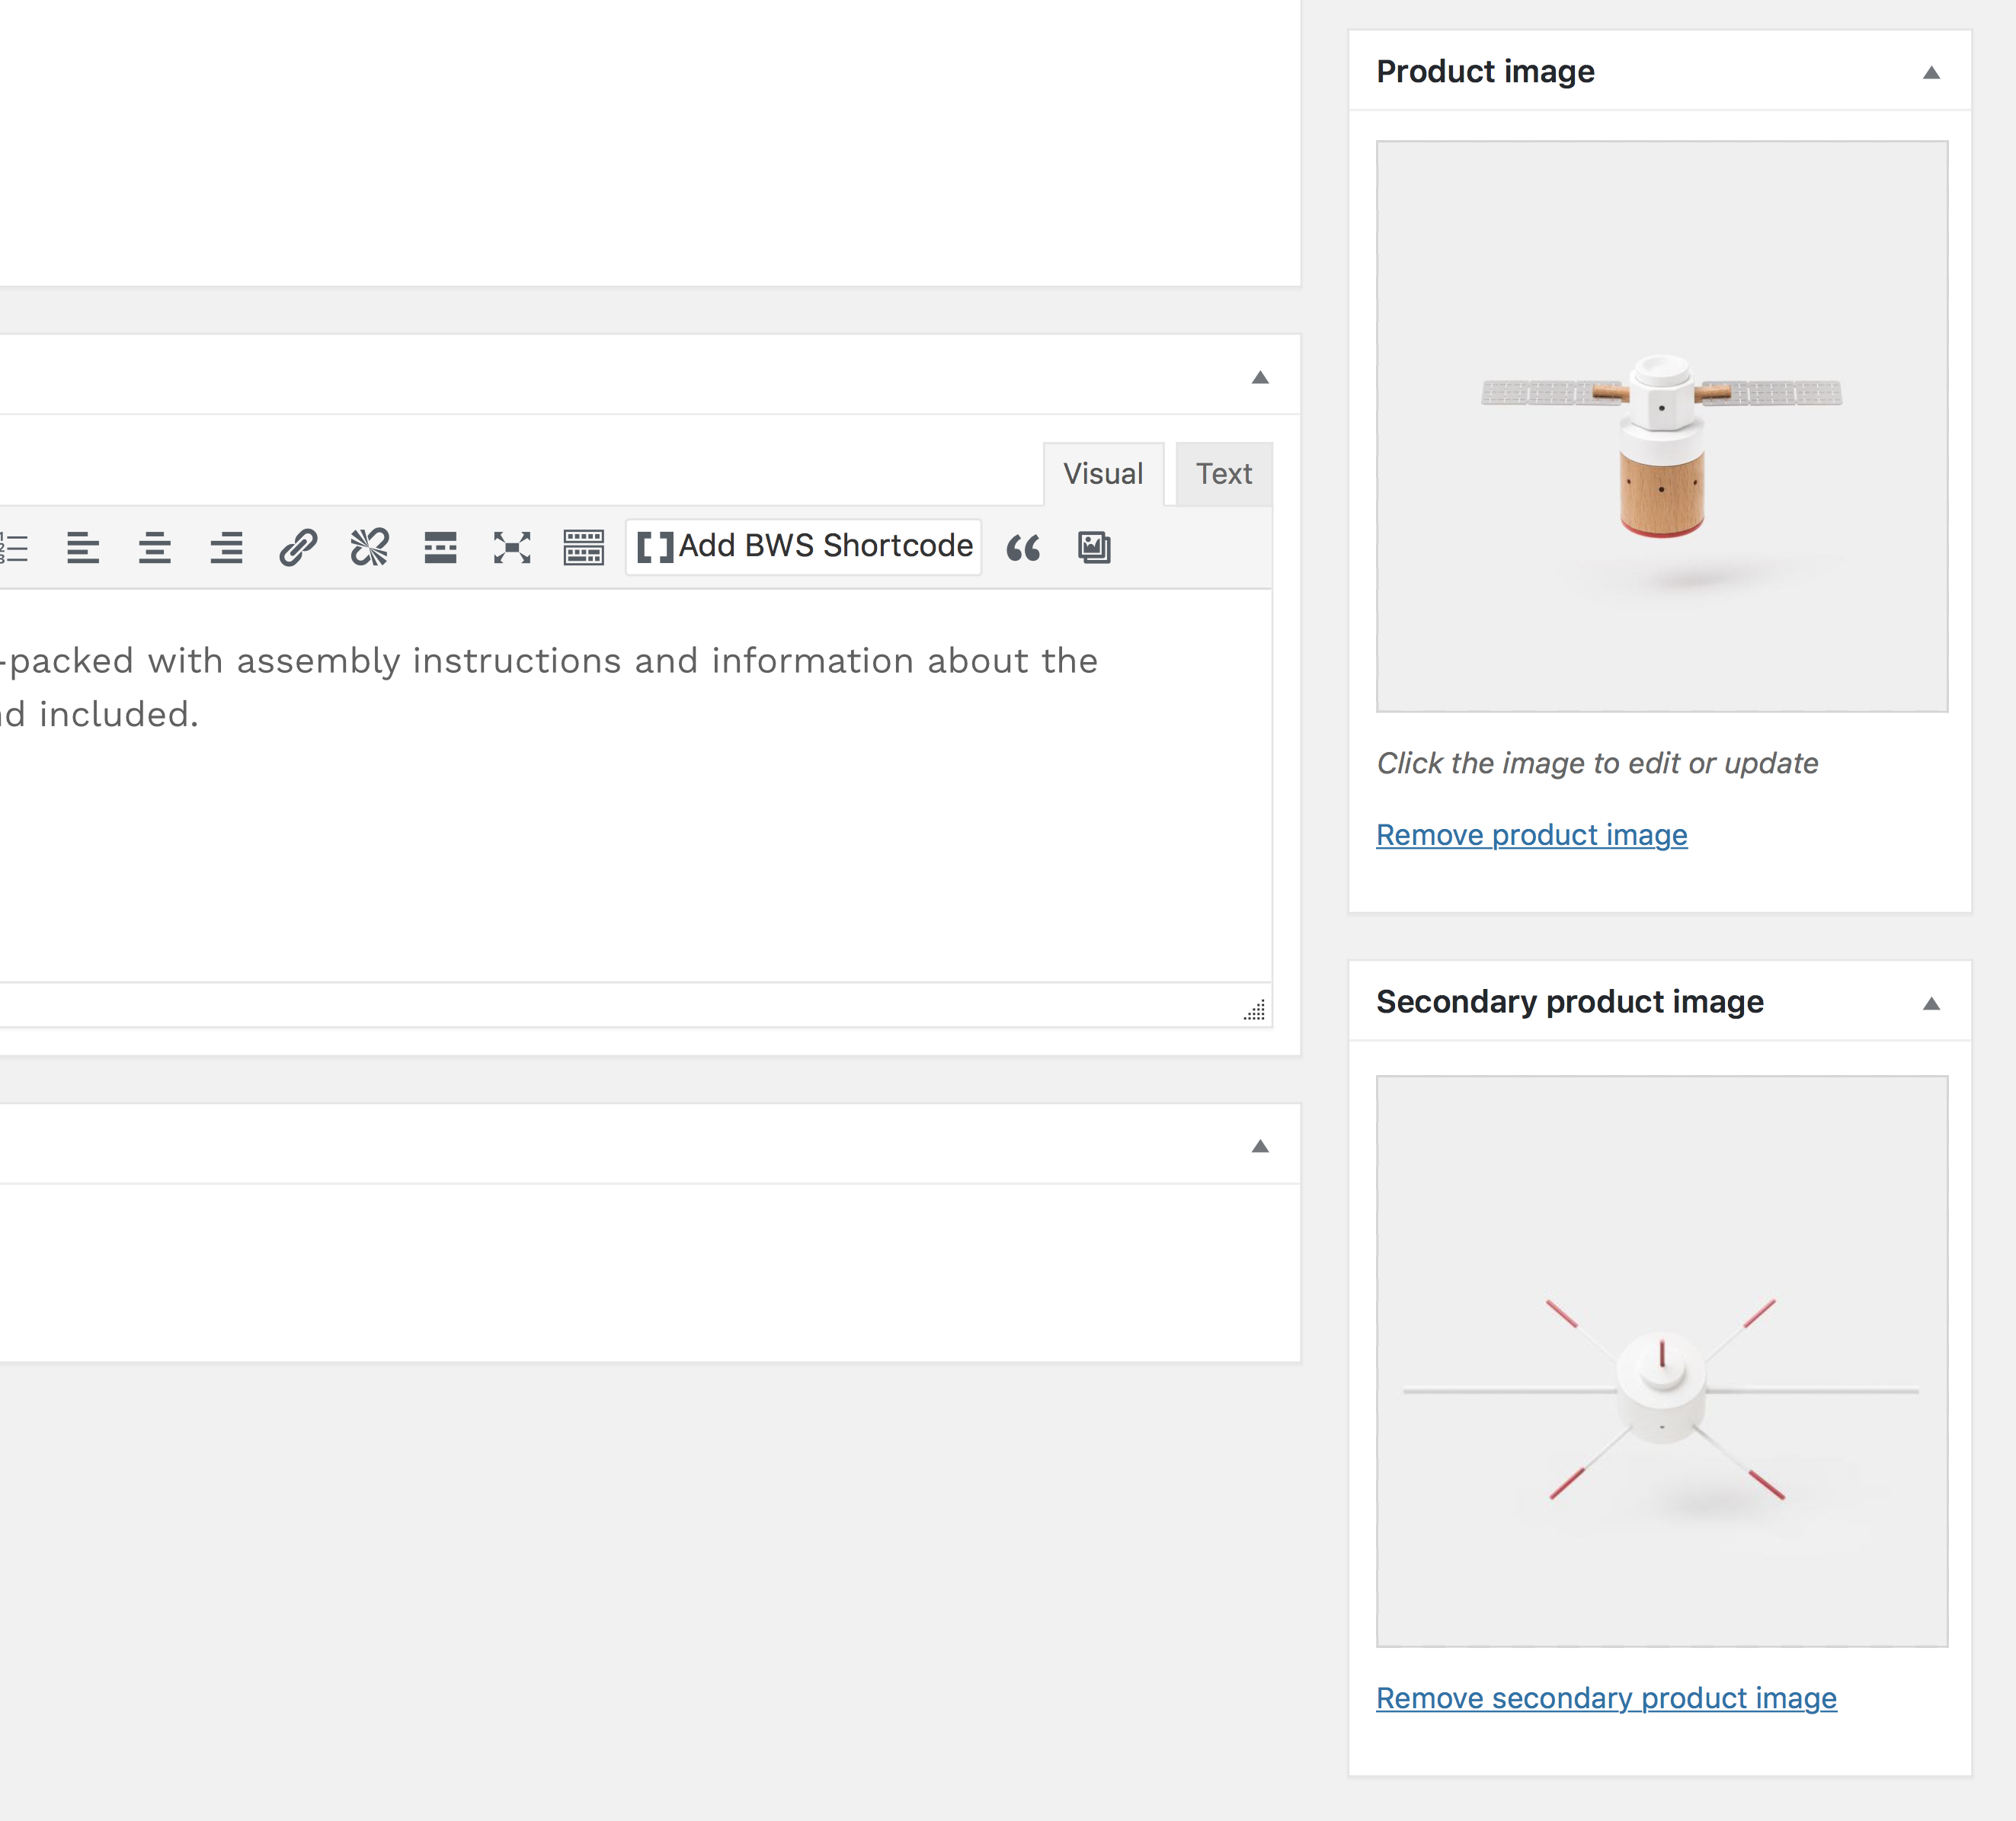 Product image
Visual
Text
Add BWS Shortcode
-packed with assembly instructions and information about the
included.
Click the image to edit or update
Remove product image
Secondary product image
Remove secondary product image